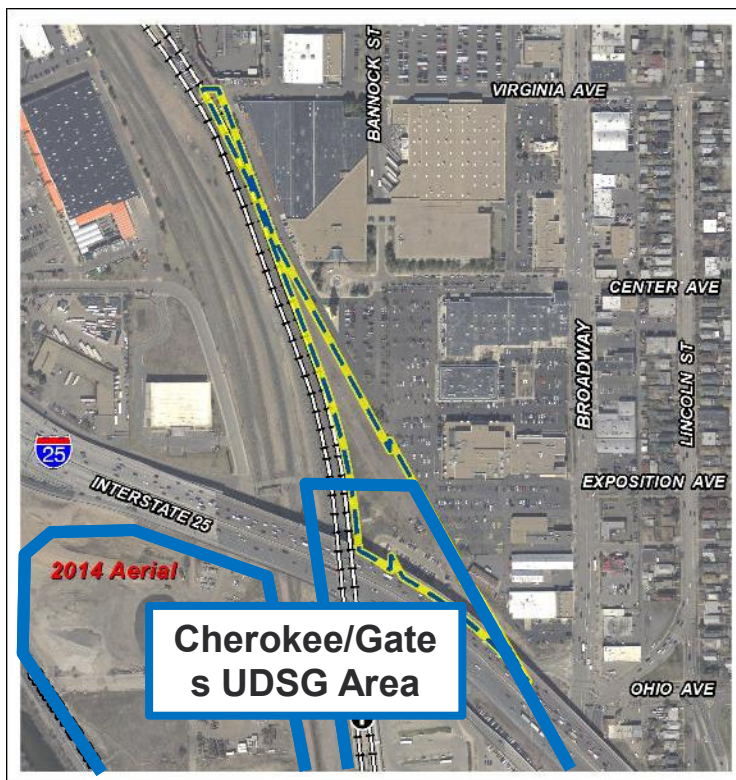 BANNOCK ST
VIRGINIA AVE
CENTER AVE
BROADWAY
LINCOLN ST
25
INTERSTATE 25
EXPOSITION AVE
2014 Aerial
Cherokee/Gate
s UDSG Area
OHIO AVE